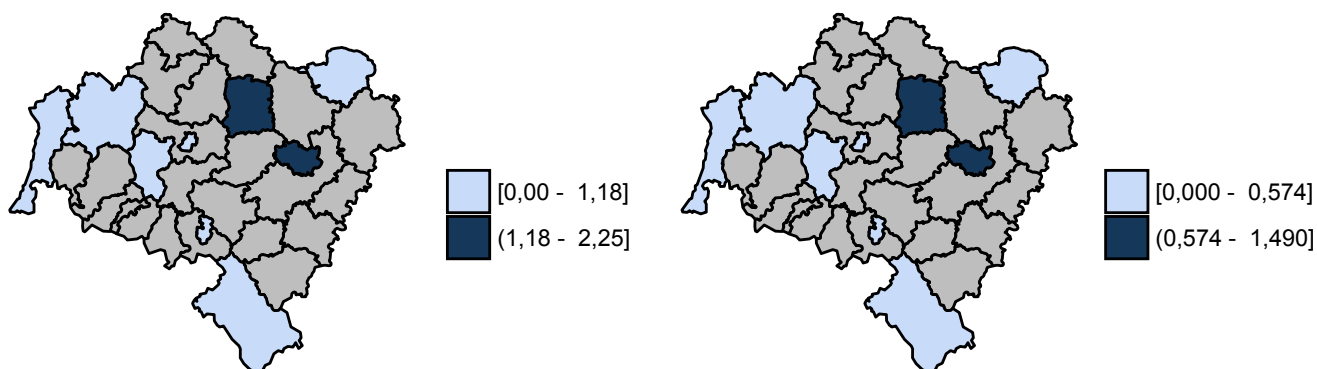 [0,00 - 1,18]
(1,18 - 2,25]
[0,000 - 0,574]
(0,574 - 1,490]